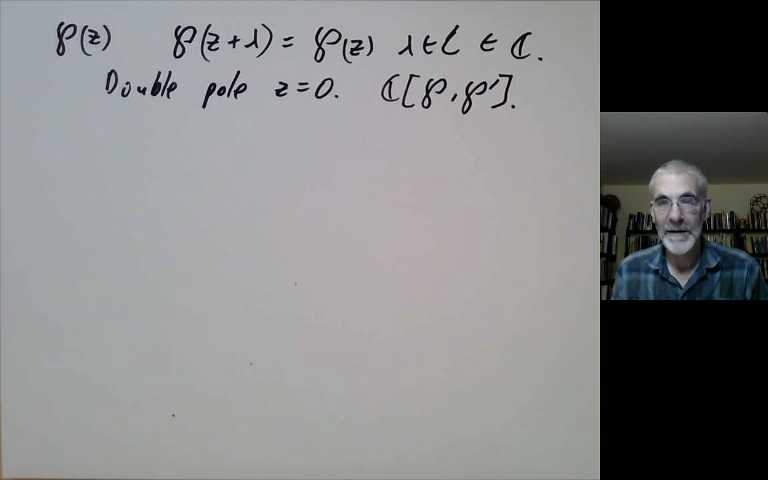 ℘(z) ℘(z+λ) = ℘(z) λ∈L ∈ ℂ.
Double pole z=0. ℂ[℘,℘'].